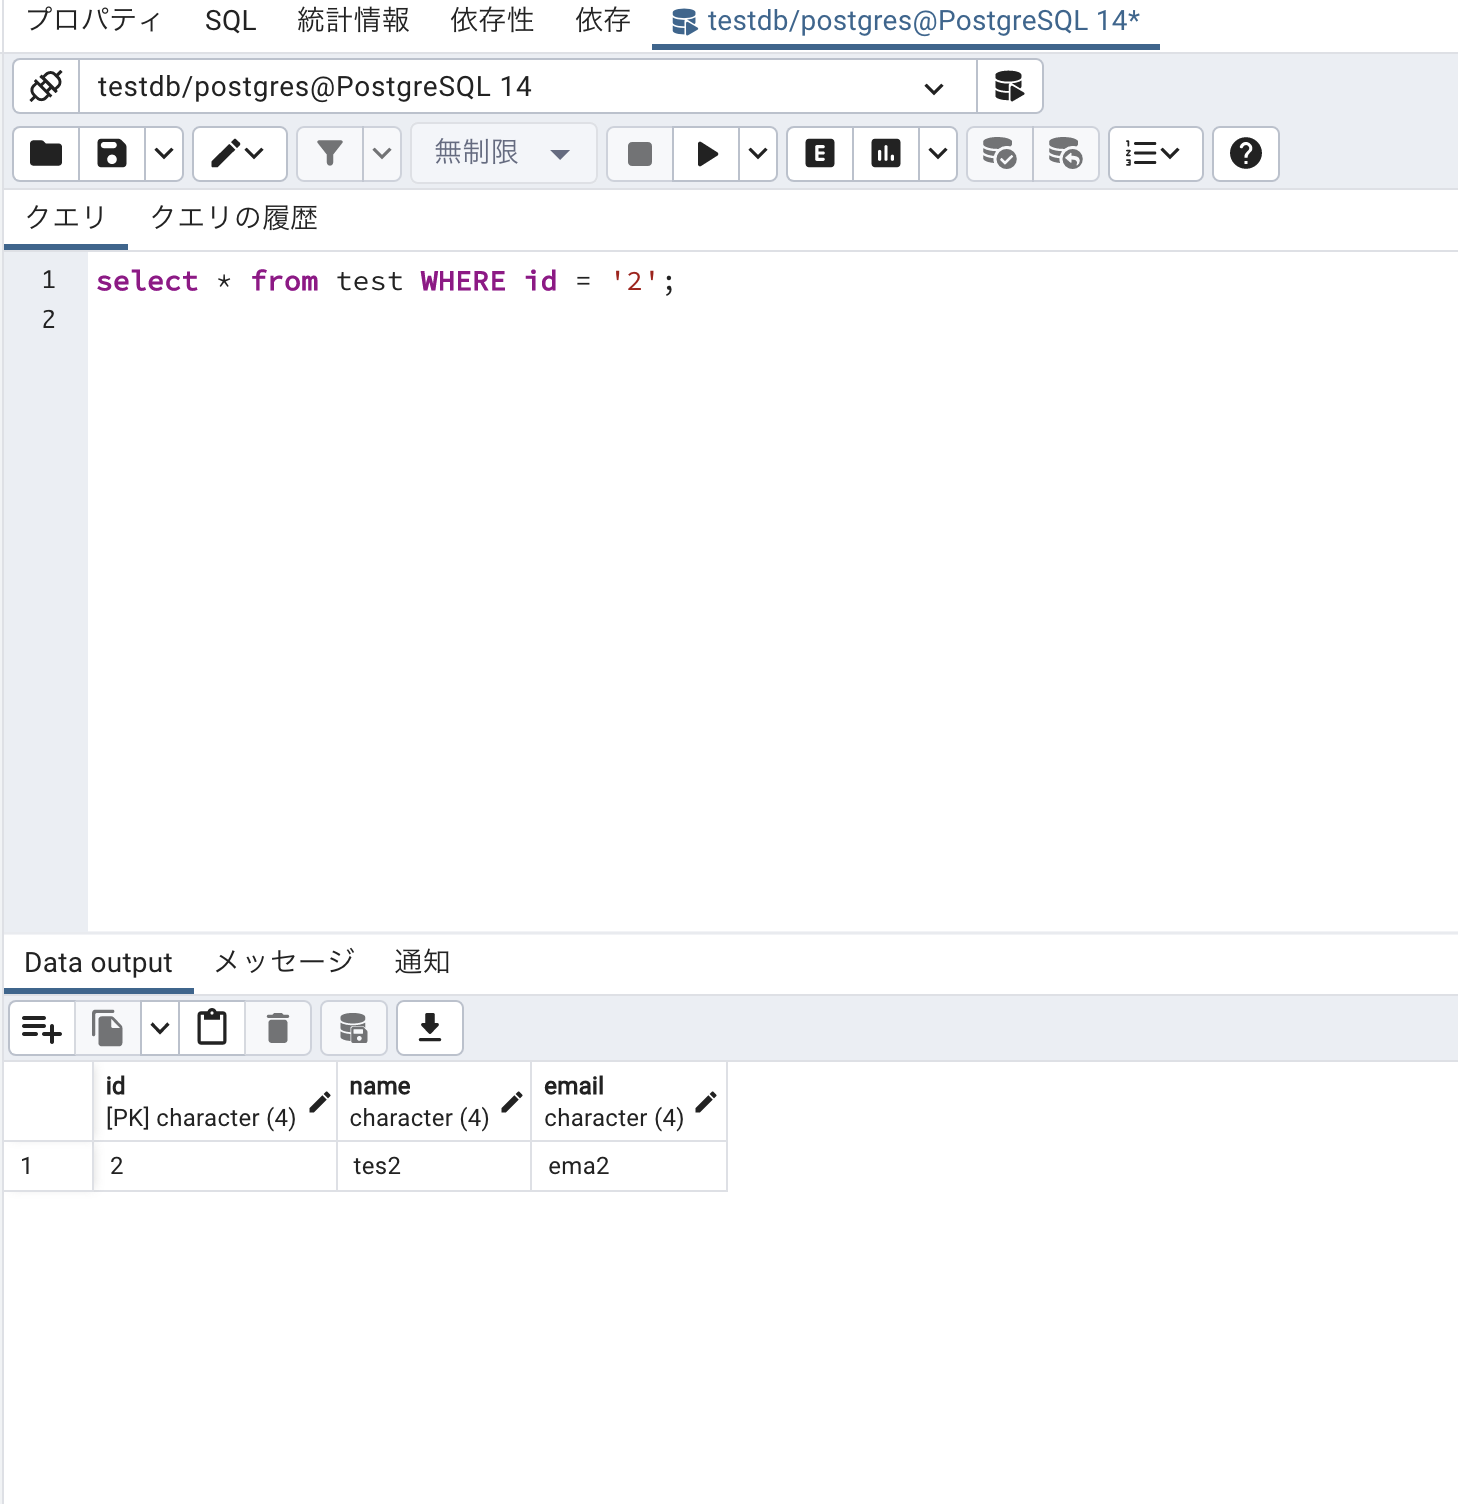 プロパティ SQL 統計情報 依存性 依存 testdb/postgres@PostgreSQL 14*
testdb/postgres@PostgreSQL 14
無制限 E
クエリ クエリの履歴
1 select * from test WHERE id = '2';
2
Data output メッセージ 通知
id name email
[PK] character (4) character (4) character (4)
1 2 tes2 ema2